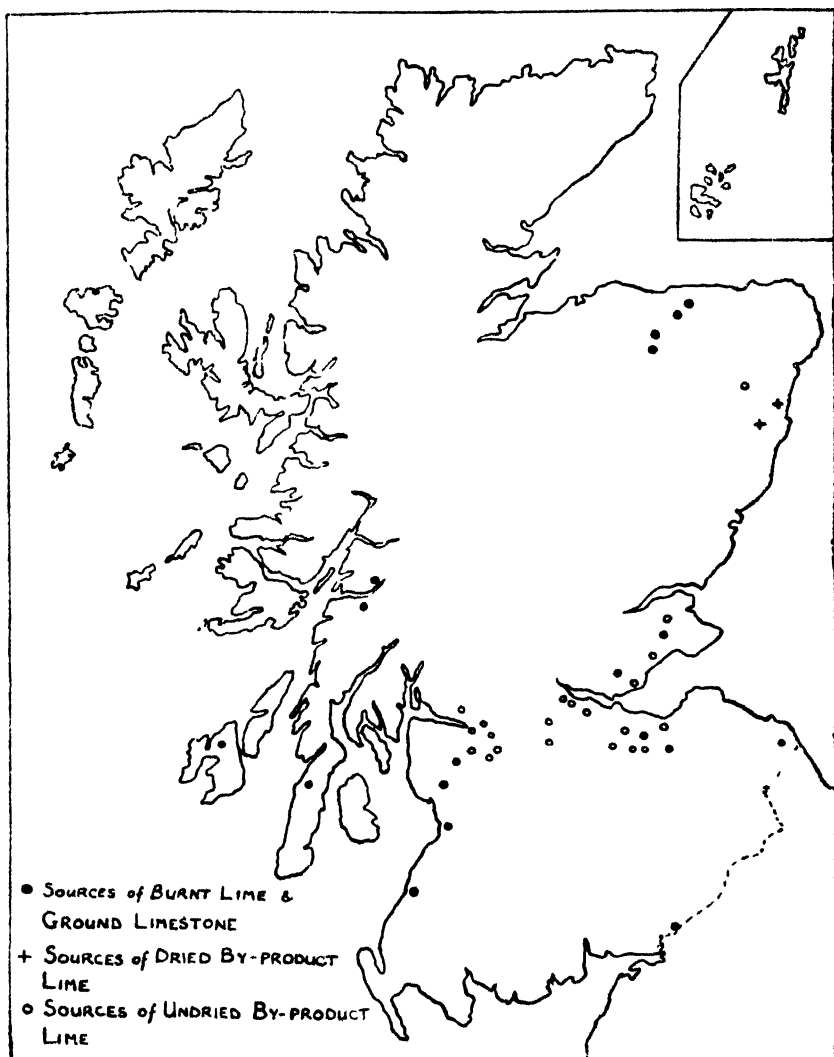 ● Sources of Burnt Lime &
Ground Limestone
+ Sources of Dried By-product
Lime
○ Sources of Undried By-product
Lime